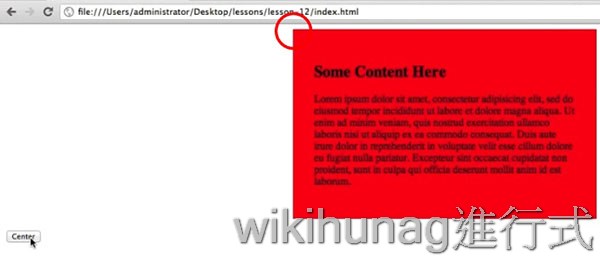 file:///Users/administrator/Desktop/lessons/lesson-12/index.html
Some Content Here
Lorem ipsum dolor sit amet, consectetur adipisicing elit, sed do
eiusmod tempor incididunt ut labore et dolore magna aliqua. Ut
enim ad minim veniam, quis nostrud exercitation ullamco
laboris nisi ut aliquip ex ea commodo consequat. Duis aute
irure dolor in reprehenderit in voluptate velit esse cillum dolore
eu fugiat nulla pariatur. Excepteur sint occaecat cupidatat non
proident, sunt in culpa qui officia deserunt mollit anim id est
laborum.
Center
wikihunag進行式